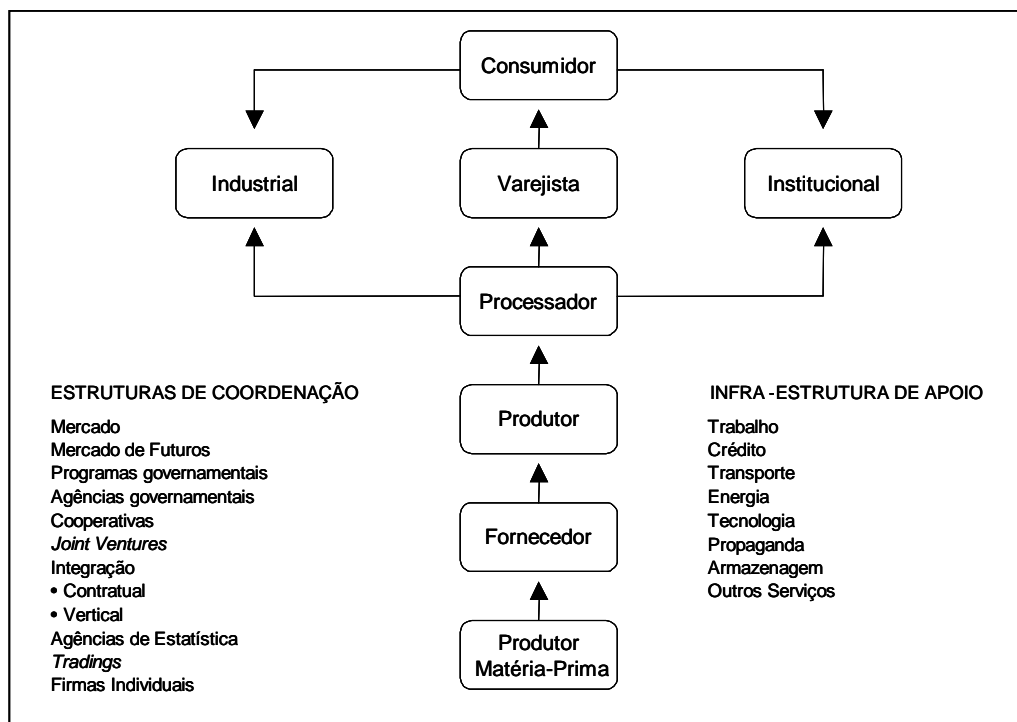 Consumidor
Industrial
Varejista
Institucional
Processador
ESTRUTURAS DE COORDENAÇÃO
Mercado
Mercado de Futuros
Programas governamentais
Agências governamentais
Cooperativas
Joint Ventures
Integração
• Contratual
• Vertical
Agências de Estatística
Tradings
Firmas Individuais
Produtor
Fornecedor
Produtor
Matéria-Prima
INFRA -ESTRUTURA DE APOIO
Trabalho
Crédito
Transporte
Energia
Tecnologia
Propaganda
Armazenagem
Outros Serviços